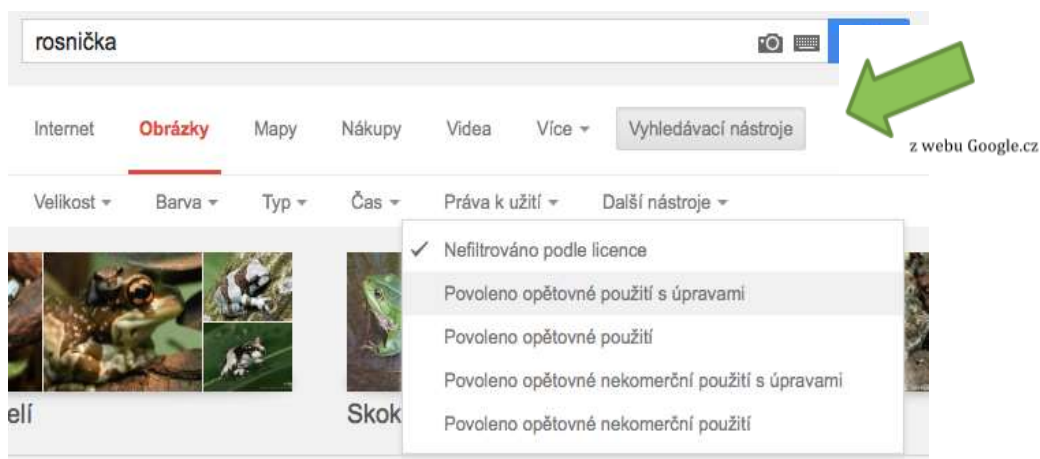 rosnička
Internet Obrázky Mapy Nákupy Videa Více Vyhledávací nástroje
z webu Google.cz
Velikost Barva Typ Čas Práva k užití Další nástroje
Nefiltrováno podle licence
Povoleno opětovné použití s úpravami
Povoleno opětovné použití
Povoleno opětovné nekomerční použití s úpravami
Povoleno opětovné nekomerční použití
elí Skok